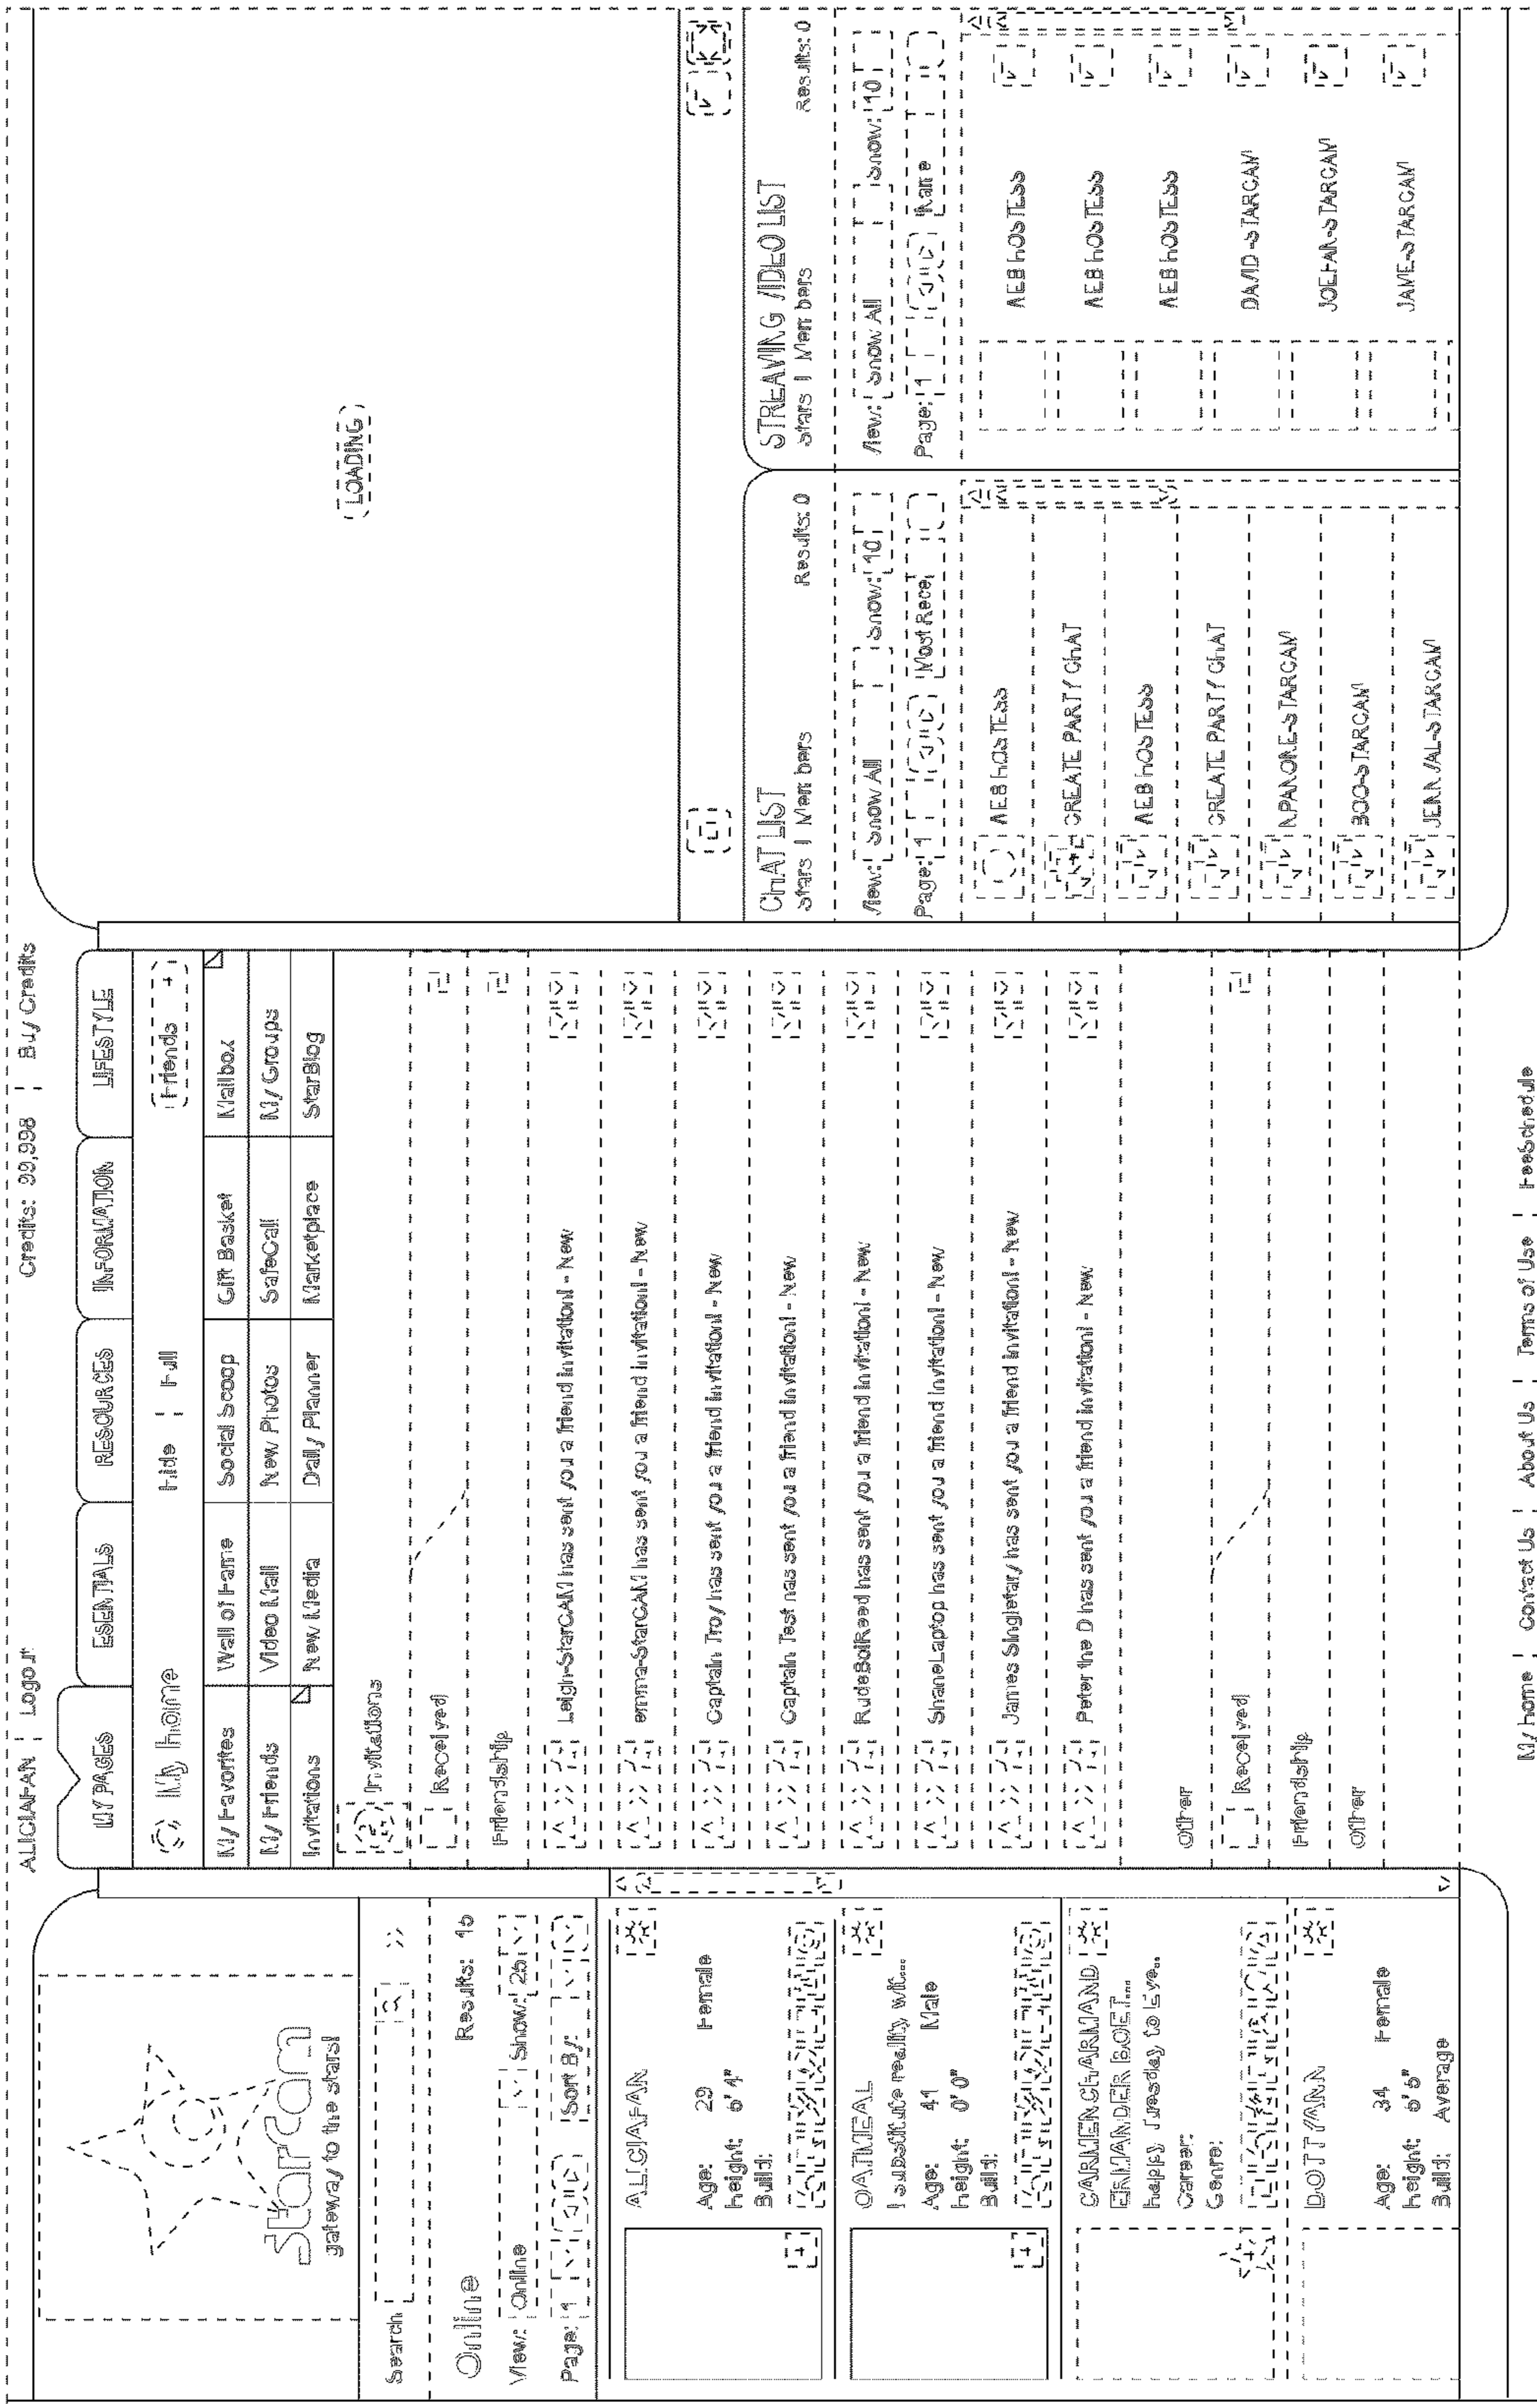 ALICIAFAN | Logout
Credits: 99,998 | Buy Credits
StarCam
gateway to the stars!
Search
>>
Online
Results: 15
View: Online
Show: 25
Page: 1
Sort By:
ALICIAFAN
Age: 29 Female
Height: 6' 1"
Build:
OATMEAL
I substitute reality wit...
Age: 41 Male
Height: 0' 0"
Build:
CARMENCHARMAND
ERMANDERBOET...
Happy Tuesday to Eve...
Career:
Genre:
DOTTYANN
Age: 34 Female
Height: 5' 5"
Build: Average
MY PAGES
ESENTIALS
RESOURCES
INFORMATION
LIFESTYLE
My Home
Hide | Full
Friends +
My Favorites
Wall of Fame
Social Scoop
Gift Basket
Mailbox
My Friends
Video Mail
New Photos
SafeCall
My Groups
Invitations
New Media
Daily Planner
Marketplace
StarBlog
Invitations
Received
Friendship
Leigh-StarCAM has sent you a friend invitation! - New
emma-StarCAM has sent you a friend invitation! - New
Captain Troy has sent you a friend invitation! - New
Captain Test has sent you a friend invitation! - New
RudeBoiReed has sent you a friend invitation! - New
ShaneLaptop has sent you a friend invitation! - New
James Singletary has sent you a friend invitation! - New
Peter the D has sent you a friend invitation! - New
Other
Received
Friendship
Other
LOADING
CHAT LIST
Stars | Members
Results: 0
View: Show All
Show: 10
Page: 1
Most Recei
AEB HOSTESS
CREATE PARTY CHAT
AEB HOSTESS
CREATE PARTY CHAT
NPANONE-STARCAM
BOO-STARCAM
JENNVAL-STARCAM
STREAMING VIDEO LIST
Stars | Members
Results: 0
View: Show All
Show: 10
Page: 1
Name
AEB HOSTESS
AEB HOSTESS
AEB HOSTESS
DAVID-STARCAM
JOEFAN-STARCAM
JAME-STARCAM
My Home | Contact Us | About Us | Terms of Use | FeeSchedule